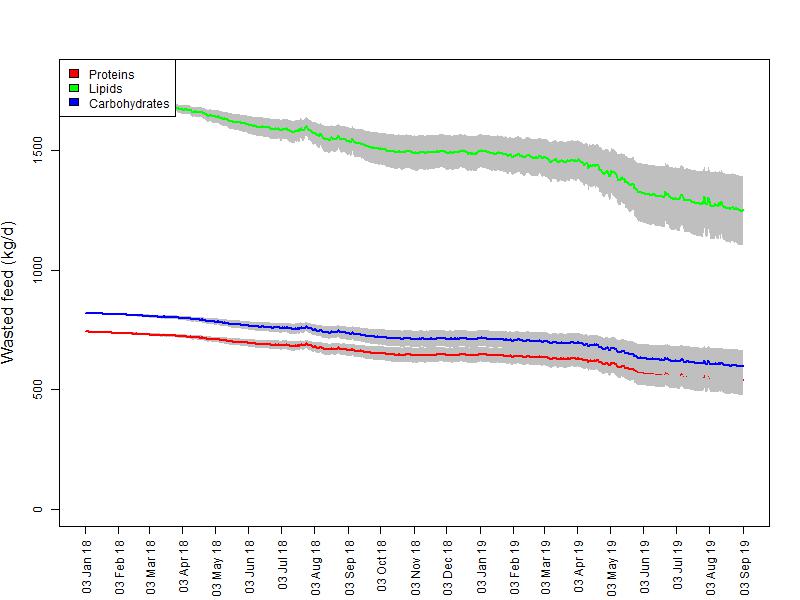 Proteins
Lipids
Carbohydrates
Wasted feed (kg/d)
1500
1000
500
0
03 Jan 18
03 Feb 18
03 Mar 18
03 Apr 18
03 May 18
03 Jun 18
03 Jul 18
03 Aug 18
03 Sep 18
03 Oct 18
03 Nov 18
03 Dec 18
03 Jan 19
03 Feb 19
03 Mar 19
03 Apr 19
03 May 19
03 Jun 19
03 Jul 19
03 Aug 19
03 Sep 19